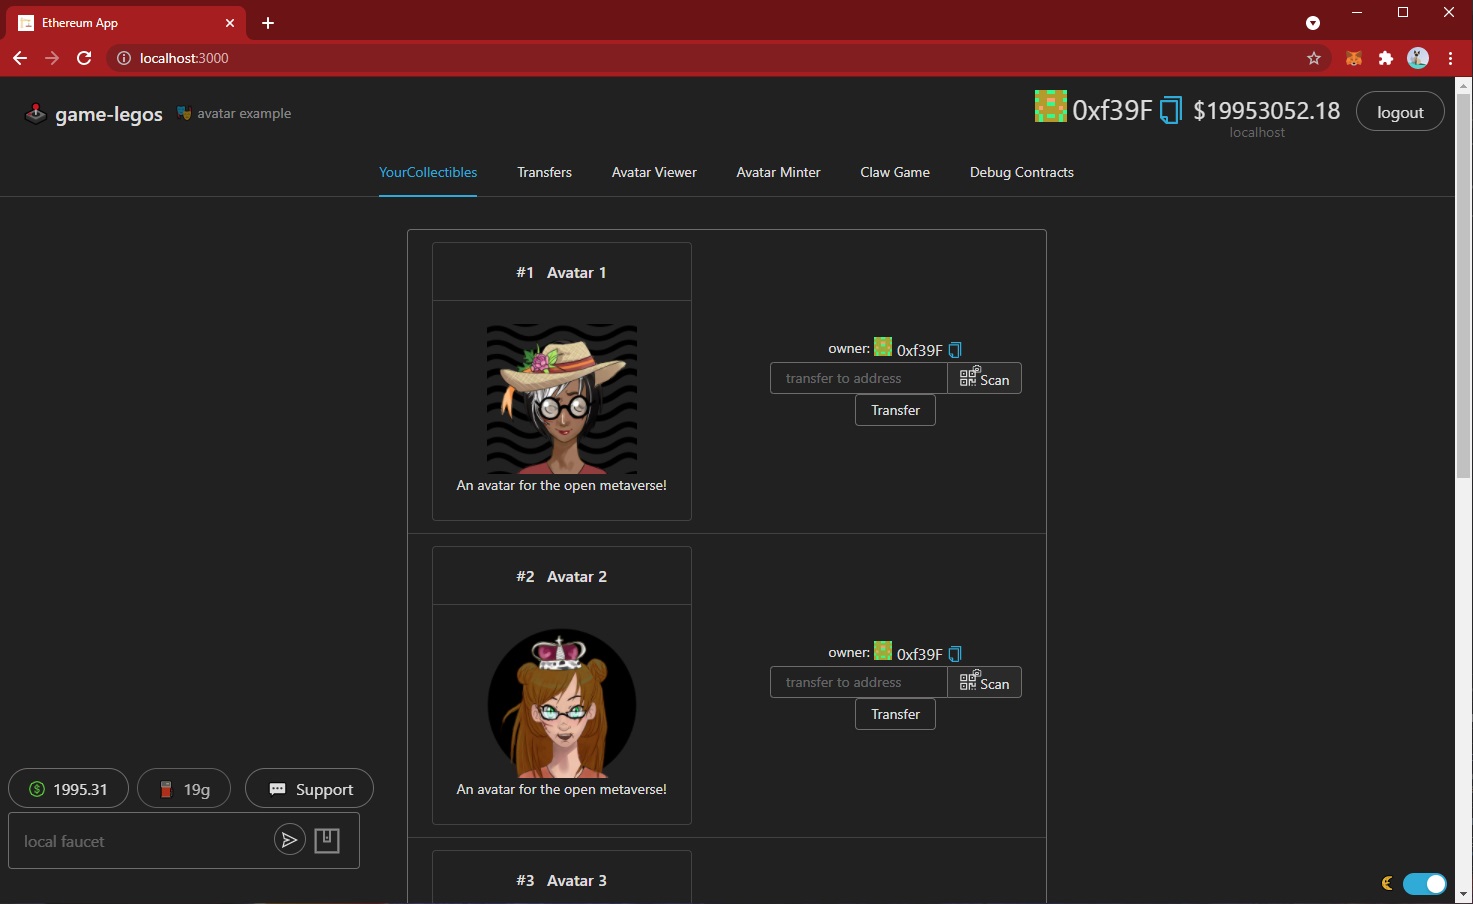 Ethereum App
localhost:3000
game-legos avatar example
0xf39F $19953052.18 logout
localhost
YourCollectibles Transfers Avatar Viewer Avatar Minter Claw Game Debug Contracts
#1 Avatar 1
An avatar for the open metaverse!
owner: 0xf39F
transfer to address Scan
Transfer
#2 Avatar 2
An avatar for the open metaverse!
owner: 0xf39F
transfer to address Scan
Transfer
#3 Avatar 3
1995.31 19g Support
local faucet